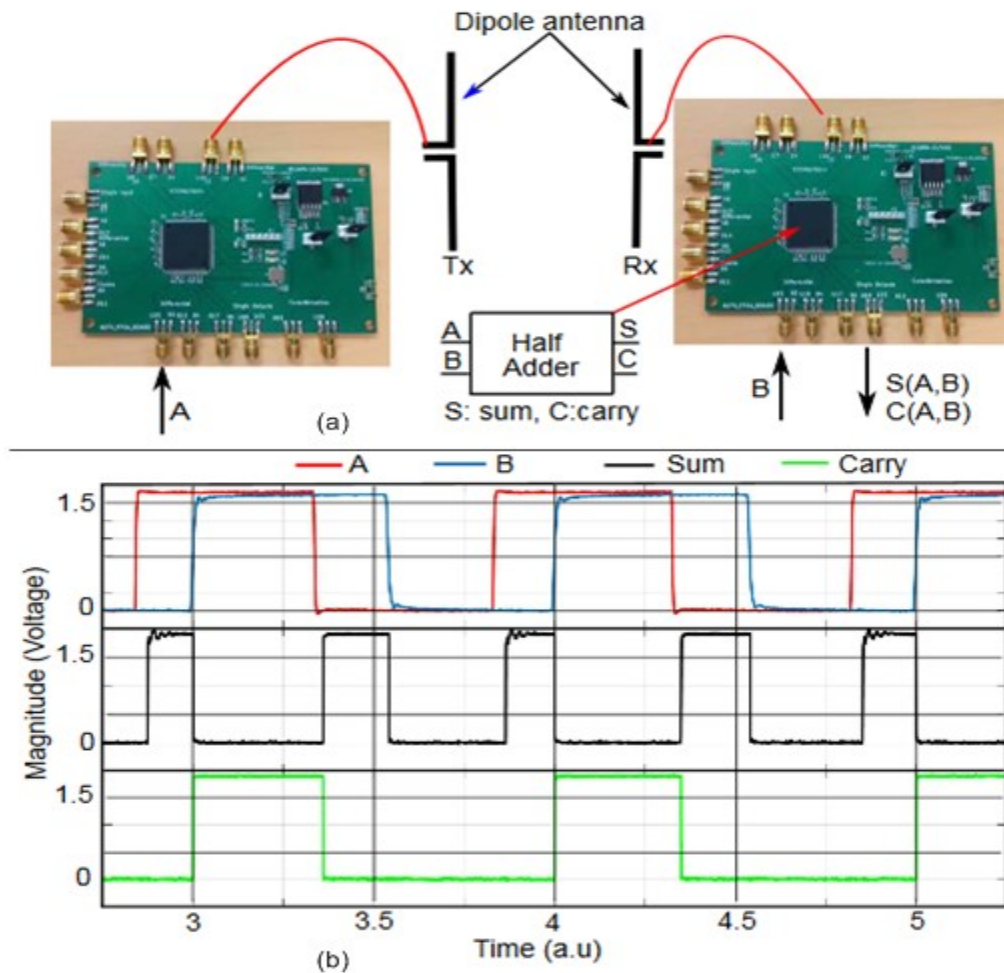 Dipole antenna
Tx
Rx
A
B
Half
Adder
S
C
S: sum, C:carry
A
B
S(A,B)
C(A,B)
(a)
A
B
Sum
Carry
Magnitude (Voltage)
1.5
0
1.5
0
1.5
0
3
3.5
4
4.5
5
Time (a.u)
(b)